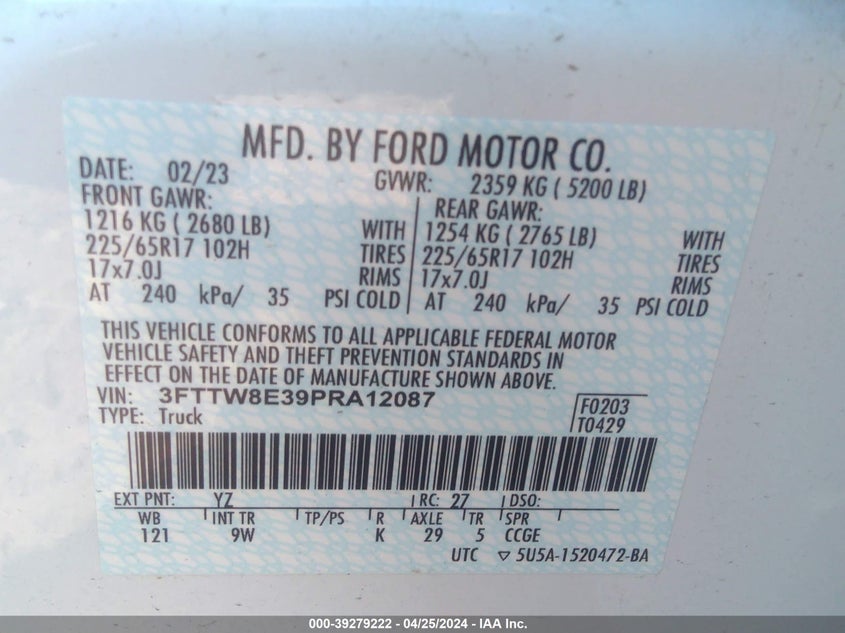 MFD. BY FORD MOTOR CO.
DATE: 02/23 GVWR: 2359 KG ( 5200 LB)
FRONT GAWR: REAR GAWR:
1216 KG ( 2680 LB) WITH 1254 KG ( 2765 LB) WITH
225/65R17 102H TIRES 225/65R17 102H TIRES
17x7.0J RIMS 17x7.0J RIMS
AT 240 kPa/ 35 PSI COLD AT 240 kPa/ 35 PSI COLD
THIS VEHICLE CONFORMS TO ALL APPLICABLE FEDERAL MOTOR
VEHICLE SAFETY AND THEFT PREVENTION STANDARDS IN
EFFECT ON THE DATE OF MANUFACTURE SHOWN ABOVE.
VIN: 3FTTW8E39PRA12087 F0203
TYPE: Truck T0429
EXT PNT: YZ RC: 27 DSO:
WB INT TR TP/PS R AXLE TR SPR
121 9W K 29 5 CCGE
UTC ▽ 5U5A-1520472-BA
000-39279222 - 04/25/2024 - IAA Inc.